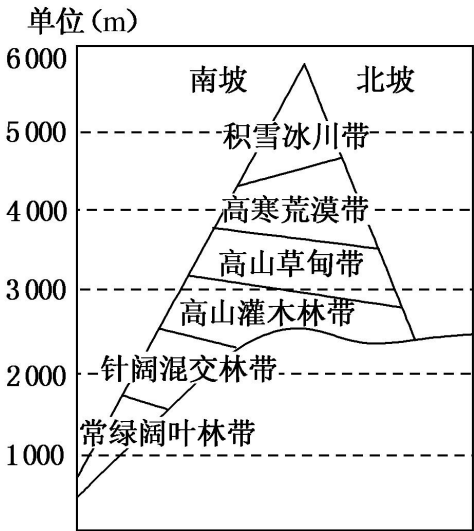 单位(m)
6 000
南坡 北坡
5 000
积雪冰川带
4 000
高寒荒漠带
高山草甸带
3 000
高山灌木林带
2 000
针阔混交林带
常绿阔叶林带
1 000